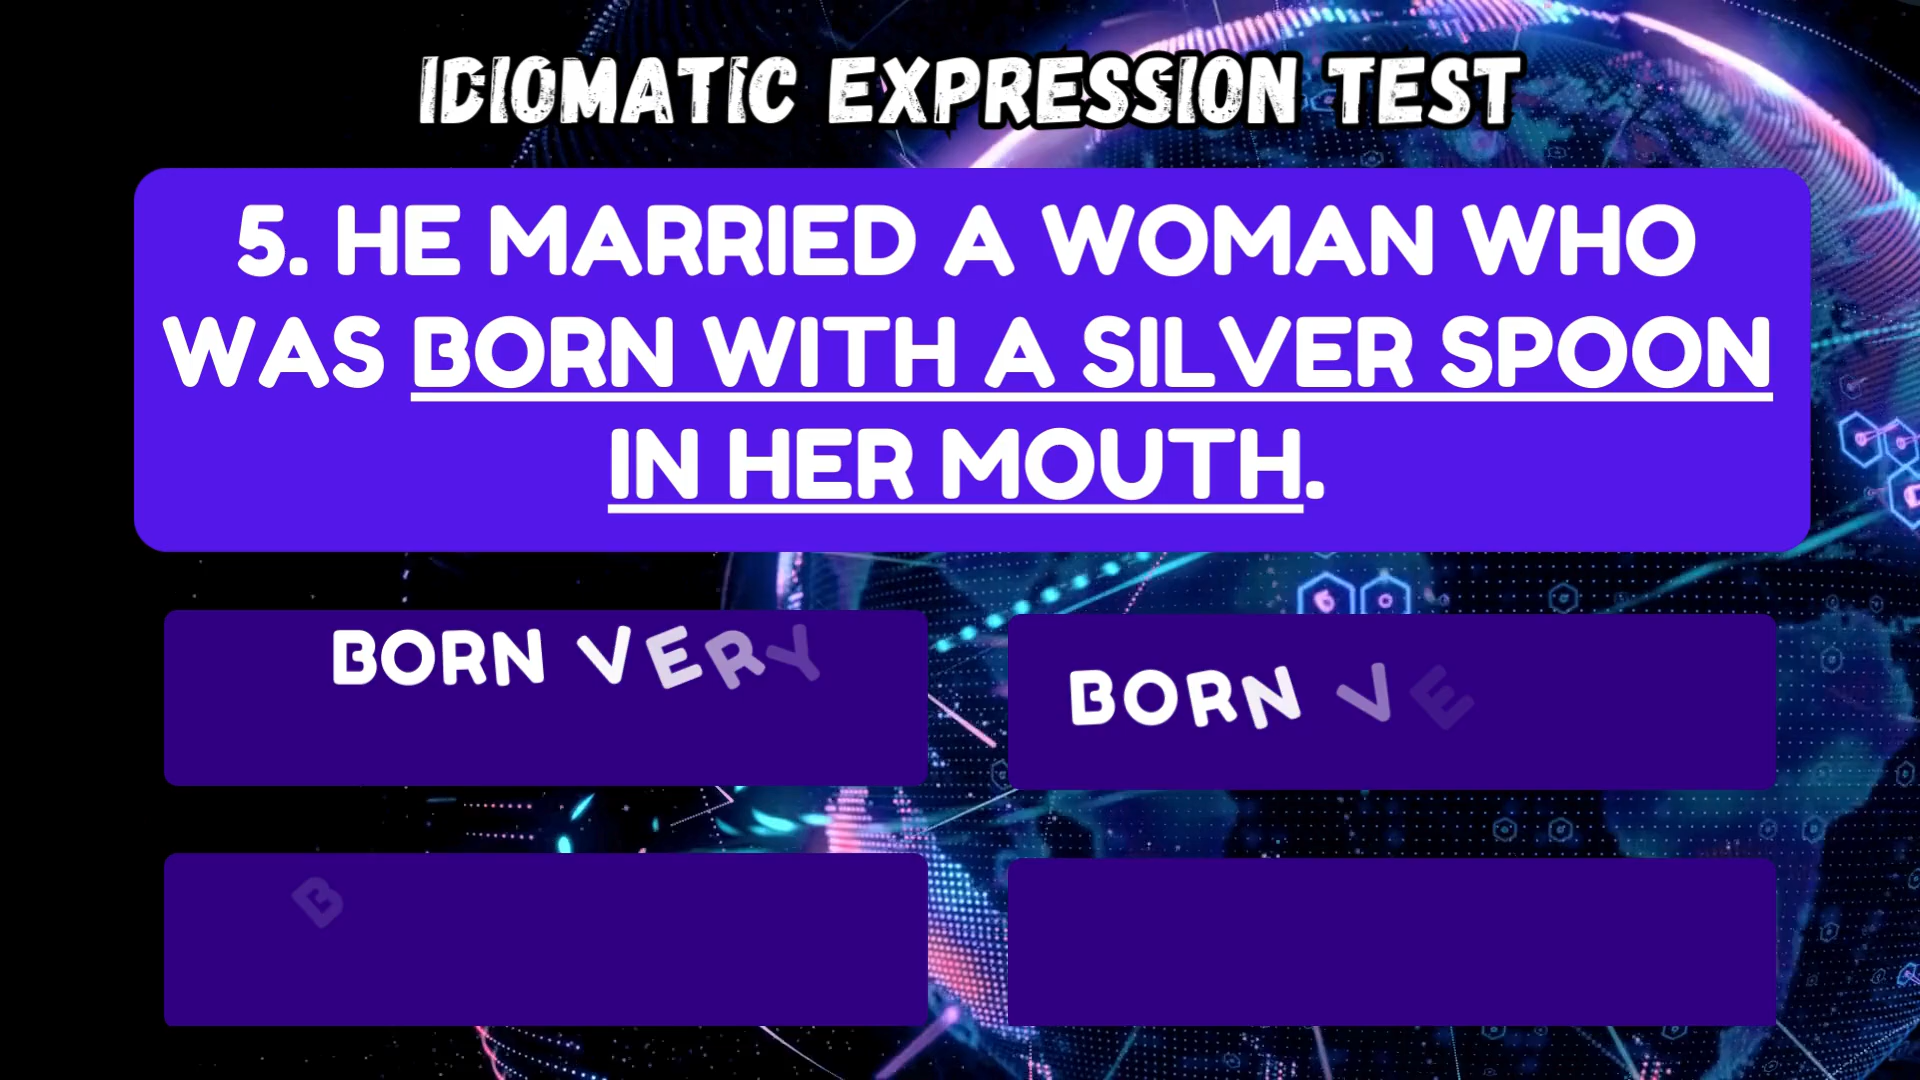 IDIOMATIC EXPRESSION TEST
5. HE MARRIED A WOMAN WHO
WAS BORN WITH A SILVER SPOON
IN HER MOUTH.
BORN VERY
BORN VE
B